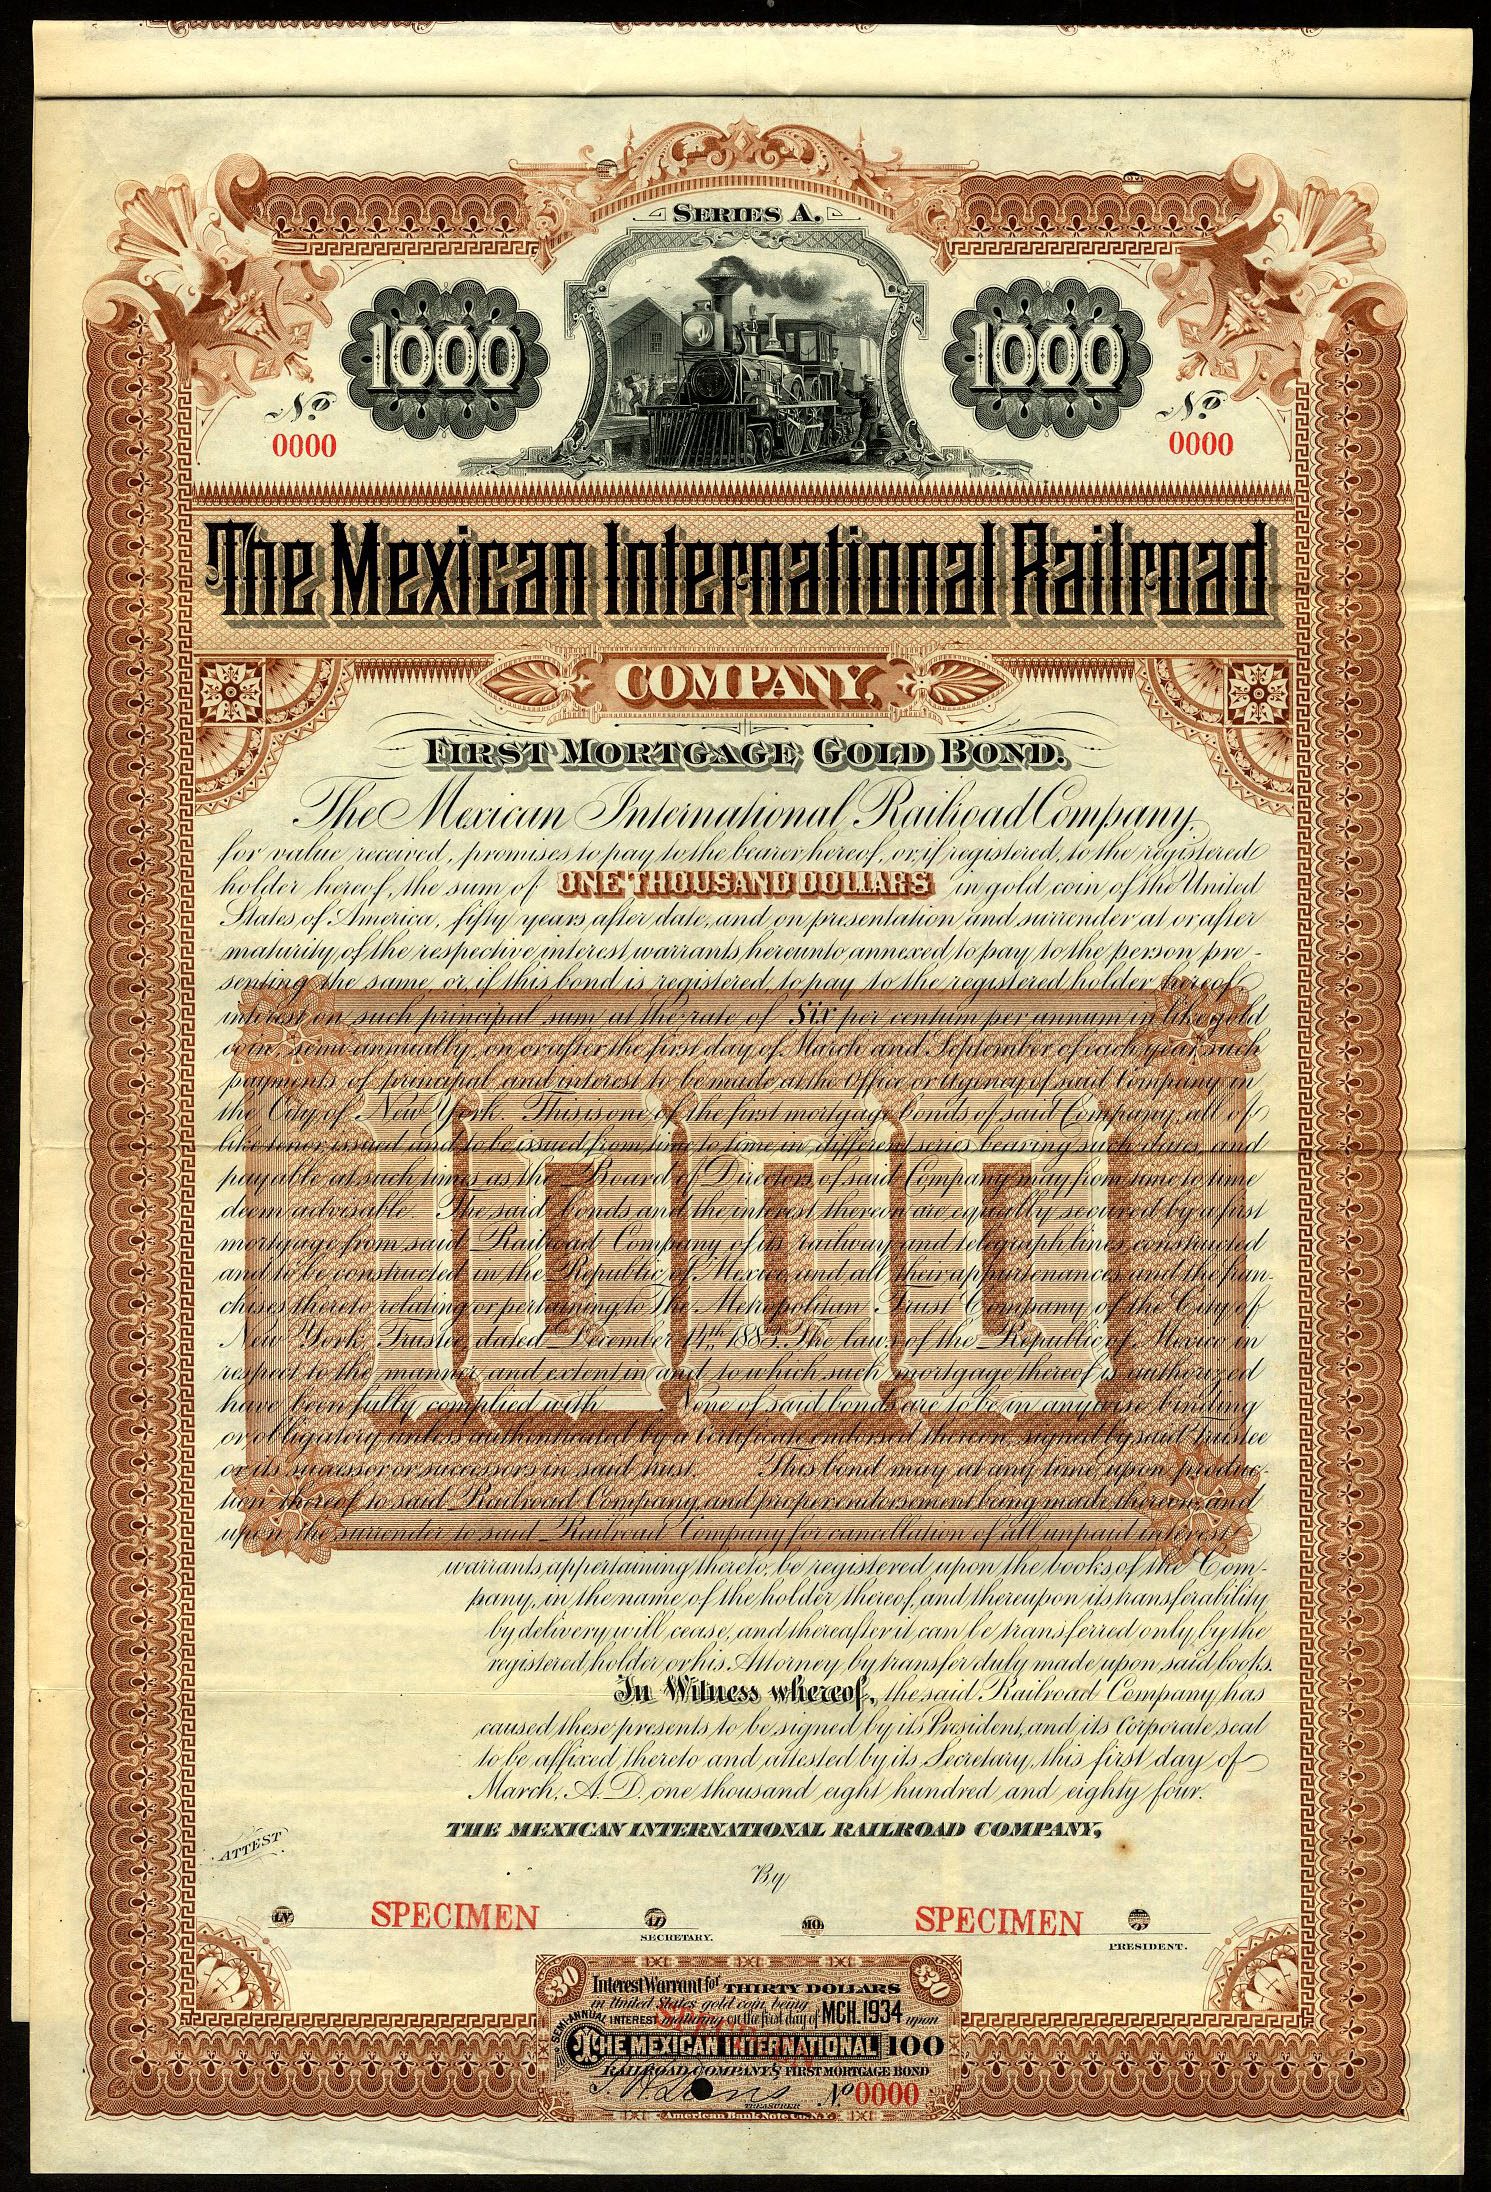 SERIES A.
1000 1000
No No
0000 0000
The Mexican International Railroad
COMPANY,
FIRST MORTGAGE GOLD BOND.
The Mexican International Railroad Company,
for value received, promises to pay to the bearer hereof, or, if registered, to the registered
holder hereof, the sum of ONE THOUSAND DOLLARS in gold coin of the United
States of America, fifty years after date, and on presentation and surrender at or after
maturity, of the respective interest warrants hereunto annexed to pay to the person pre-
senting the same, or, if this bond is registered, to pay to the registered holder hereof
interest on such principal sum at the rate of Six per centum per annum in like gold
coin, semi-annually, on or after the first day of March and September of each year, such
payments of principal and interest to be made at the Office or Agency of said Company in
the City of New York. This is one of the first mortgage bonds of said Company, all of
like tenor issued and to be issued from time to time in different series bearing such dates, and
payable at such times as the Board of Directors of said Company may from time to time
deem advisable. The said bonds and the interest thereon are equally secured by a first
mortgage from said Railroad Company of its railway and telegraph lines constructed
and to be constructed in the Republic of Mexico, and all their appurtenances and the fran-
chises thereto relating or pertaining to The Metropolitan Trust Company, of the City of
New York, Trustee, dated December 14th, 1883. The laws of the Republic of Mexico in
respect to the manner and extent in and to which such mortgage thereof is authorized
have been fully complied with. None of said bonds are to be in anywise binding
or obligatory unless authenticated by a Certificate endorsed thereon, signed by said Trustee
or its successor or successors in said trust. This bond may at any time, upon produc-
tion thereof to said Railroad Company, and proper endorsement being made thereon, and
upon the surrender to said Railroad Company for cancellation of all unpaid interest
warrants, appertaining thereto, be registered upon the books of the Com-
pany, in the name of the holder thereof, and thereupon its transferability
by delivery will cease, and thereafter it can be transferred only by the
registered holder or his Attorney, by transfer duly made upon said books.
In Witness whereof, the said Railroad Company has
caused these presents to be signed by its President, and its Corporate seal
to be affixed thereto and attested by its Secretary, this first day of
March, A.D. one thousand eight hundred and eighty four.
THE MEXICAN INTERNATIONAL RAILROAD COMPANY,
ATTEST
By
SPECIMEN SPECIMEN
SECRETARY. PRESIDENT.
$30 Interest Warrant for THIRTY DOLLARS $30
in United States gold coin, being
SEMI-ANNUAL INTEREST maturing on the first day of MCH. 1934 upon
THE MEXICAN INTERNATIONAL 100
RAILROAD COMPANY'S FIRST MORTGAGE BOND
TREASURER No 0000
American Bank Note Co. N.Y.